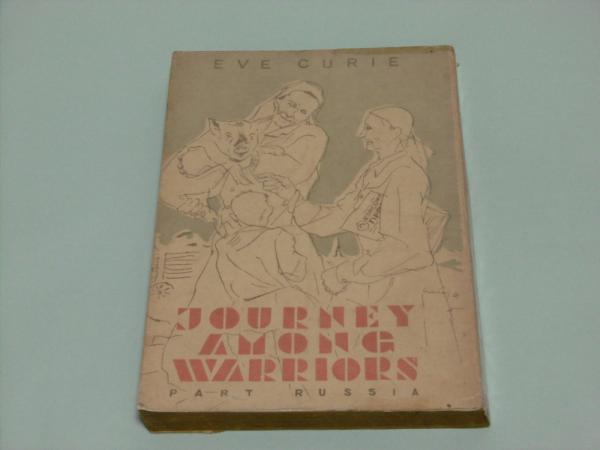 EVE CURIE
JOURNEY
AMONG
WARRIORS
PART RUSSIA